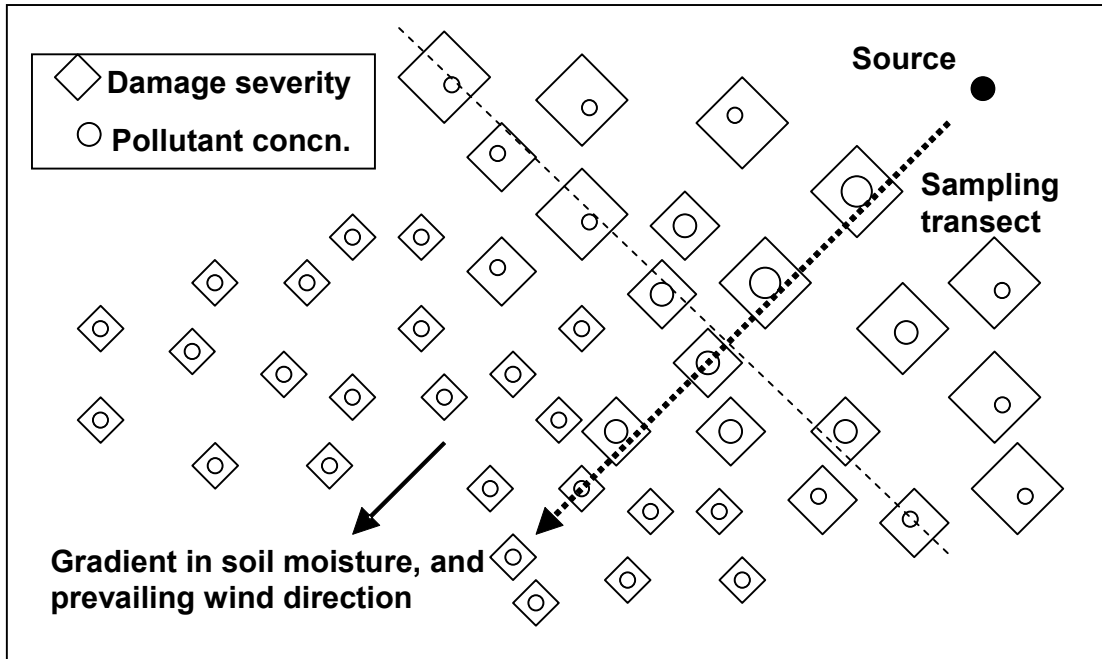 Damage severity
Pollutant concn.
Source
Sampling
transect
Gradient in soil moisture, and
prevailing wind direction